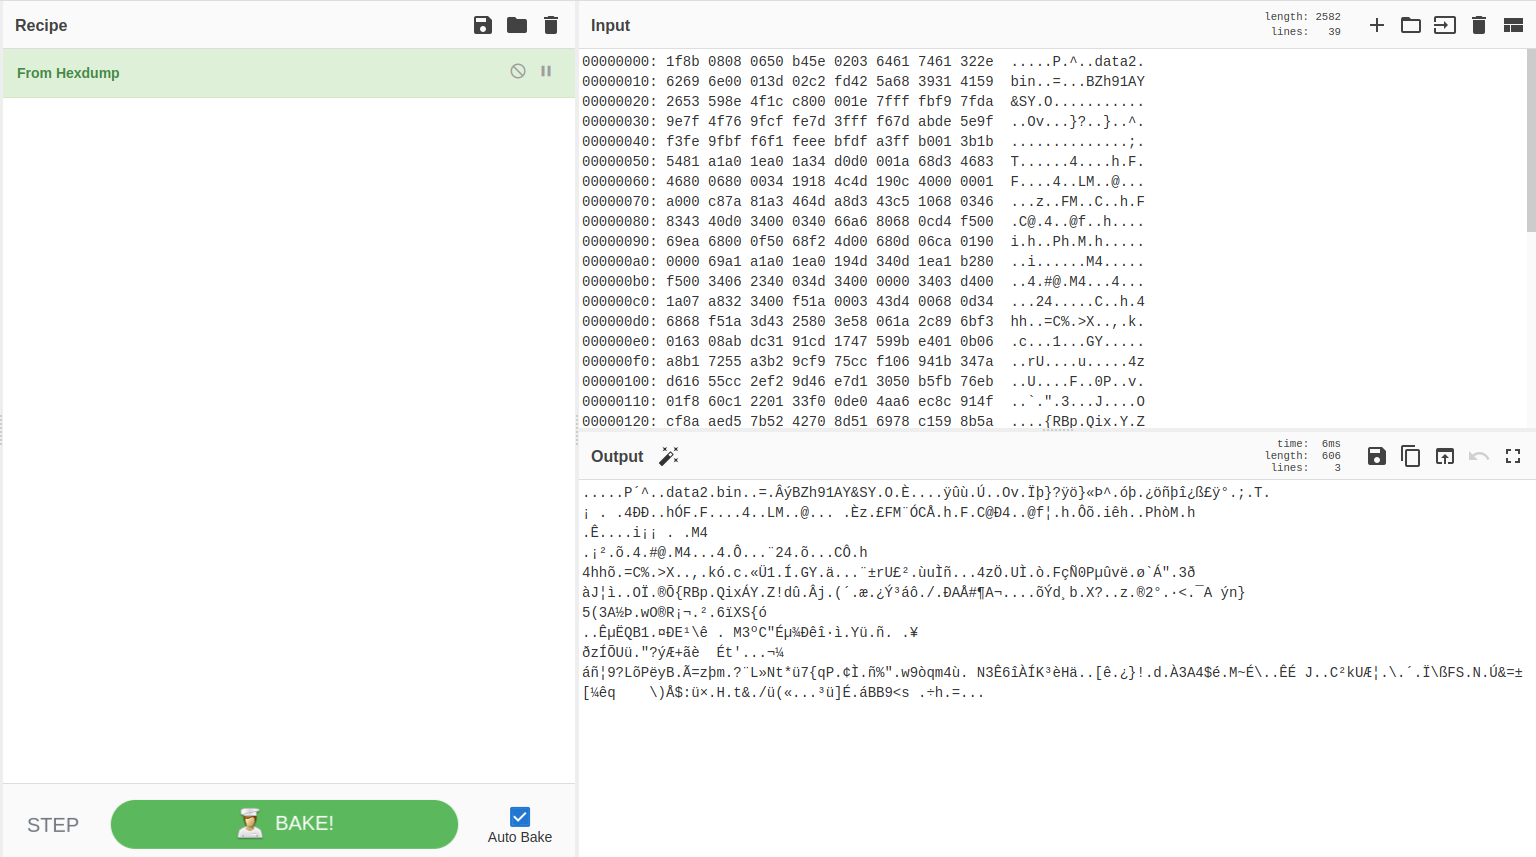 Recipe
From Hexdump
STEP
BAKE!
Auto Bake
Input
length: 2582
lines: 39
00000000: 1f8b 0808 0650 b45e 0203 6461 7461 322e  .....P.^..data2.
00000010: 6269 6e00 013d 02c2 fd42 5a68 3931 4159  bin..=...BZh91AY
00000020: 2653 598e 4f1c c800 001e 7fff fbf9 7fda  &SY.O...........
00000030: 9e7f 4f76 9fcf fe7d 3fff f67d abde 5e9f  ..Ov...}?..}..^.
00000040: f3fe 9fbf f6f1 feee bfdf a3ff b001 3b1b  ..............;.
00000050: 5481 a1a0 1ea0 1a34 d0d0 001a 68d3 4683  T......4....h.F.
00000060: 4680 0680 0034 1918 4c4d 190c 4000 0001  F....4..LM..@...
00000070: a000 c87a 81a3 464d a8d3 43c5 1068 0346  ...z..FM..C..h.F
00000080: 8343 40d0 3400 0340 66a6 8068 0cd4 f500  .C@.4..@f..h....
00000090: 69ea 6800 0f50 68f2 4d00 680d 06ca 0190  i.h..Ph.M.h.....
000000a0: 0000 69a1 a1a0 1ea0 194d 340d 1ea1 b280  ..i......M4.....
000000b0: f500 3406 2340 034d 3400 0000 3403 d400  ..4.#@.M4...4...
000000c0: 1a07 a832 3400 f51a 0003 43d4 0068 0d34  ...24.....C..h.4
000000d0: 6868 f51a 3d43 2580 3e58 061a 2c89 6bf3  hh..=C%.>X..,.k.
000000e0: 0163 08ab dc31 91cd 1747 599b e401 0b06  .c...1...GY.....
000000f0: a8b1 7255 a3b2 9cf9 75cc f106 941b 347a  ..rU....u.....4z
00000100: d616 55cc 2ef2 9d46 e7d1 3050 b5fb 76eb  ..U....F..0P..v.
00000110: 01f8 60c1 2201 33f0 0de0 4aa6 ec8c 914f  ..`.".3...J....O
00000120: cf8a aed5 7b52 4270 8d51 6978 c159 8b5a  ....{RBp.Qix.Y.Z
Output
time: 6ms
length: 606
lines: 3
.....P´^..data2.bin..=.ÂýBZh91AY&SY.O.È....ÿûù.Ú..Ov.Ïþ}?ÿö}«Þ^.óþ.¿öñþî¿ß£ÿ°.;.T.
¡ . .4ÐÐ..hÓF.F....4..LM..@... .Èz.£FM¨ÓCÅ.h.F.C@Ð4..@f¦.h.Ôõ.iêh..PhòM.h
.Ê....i¡¡ . .M4
.¡².õ.4.#@.M4...4.Ô...¨24.õ...CÔ.h
4hhõ.=C%.>X..,.kó.c.«Ü1.Í.GY.ä...¨±rU£².ùuÌñ...4zÖ.UÌ.ò.FçÑ0Pµûvë.ø`Á".3ð
àJ¦ì..OÏ.®Õ{RBp.QixÁY.Z!dû.Âj.(´.æ.¿Ý³áô./.ÐAÅ#¶A¬....õÝd¸b.X?..z.®2°.·<.¯A ýn}
5(3A½Þ.wO®R¡¬.².6ïXS{ó
..ÊµËQB1.¤ÐE¹\ê . M3ºC"Éµ¾Ðêî·ì.Yü.ñ. .¥
ðzÍÕUü."?ýÆ+ãè  Ét'...¬¼
áñ¦9?LõPëyB.Ã=zþm.?¨L»Nt*ü7{qP.¢Ì.ñ%".w9òqm4ù. N3Ê6îÀÍK³èHä..[ê.¿}!.d.À3A4$é.M~É\..ÊÉ J..C²kUÆ¦.\.´.Ï\ßFS.N.Ú&=±
[¼êq    \)Å$:ü×.H.t&./ü(«...³ü]É.áBB9<s .÷h.=...